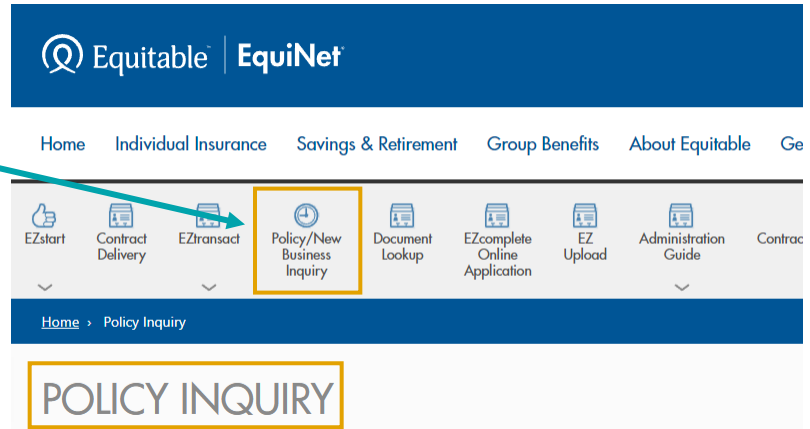 Equitable™ | EquiNet®
Home Individual Insurance Savings & Retirement Group Benefits About Equitable
EZstart
Contract
Delivery
EZtransact
Policy/New
Business
Inquiry
Document
Lookup
EZcomplete
Online
Application
EZ
Upload
Administration
Guide
Home › Policy Inquiry
POLICY INQUIRY